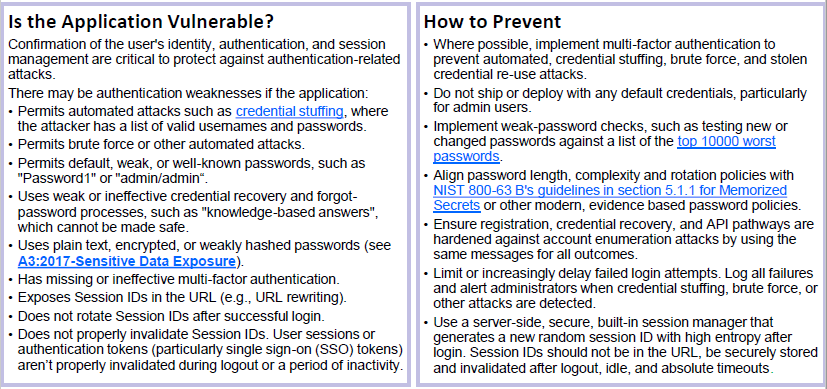 Is the Application Vulnerable?
Confirmation of the user's identity, authentication, and session
management are critical to protect against authentication-related
attacks.
There may be authentication weaknesses if the application:
• Permits automated attacks such as credential stuffing, where
the attacker has a list of valid usernames and passwords.
• Permits brute force or other automated attacks.
• Permits default, weak, or well-known passwords, such as
"Password1" or "admin/admin“.
• Uses weak or ineffective credential recovery and forgot-
password processes, such as "knowledge-based answers",
which cannot be made safe.
• Uses plain text, encrypted, or weakly hashed passwords (see
A3:2017-Sensitive Data Exposure).
• Has missing or ineffective multi-factor authentication.
• Exposes Session IDs in the URL (e.g., URL rewriting).
• Does not rotate Session IDs after successful login.
• Does not properly invalidate Session IDs. User sessions or
authentication tokens (particularly single sign-on (SSO) tokens)
aren’t properly invalidated during logout or a period of inactivity.
How to Prevent
• Where possible, implement multi-factor authentication to
prevent automated, credential stuffing, brute force, and stolen
credential re-use attacks.
• Do not ship or deploy with any default credentials, particularly
for admin users.
• Implement weak-password checks, such as testing new or
changed passwords against a list of the top 10000 worst
passwords.
• Align password length, complexity and rotation policies with
NIST 800-63 B's guidelines in section 5.1.1 for Memorized
Secrets or other modern, evidence based password policies.
• Ensure registration, credential recovery, and API pathways are
hardened against account enumeration attacks by using the
same messages for all outcomes.
• Limit or increasingly delay failed login attempts. Log all failures
and alert administrators when credential stuffing, brute force, or
other attacks are detected.
• Use a server-side, secure, built-in session manager that
generates a new random session ID with high entropy after
login. Session IDs should not be in the URL, be securely stored
and invalidated after logout, idle, and absolute timeouts.